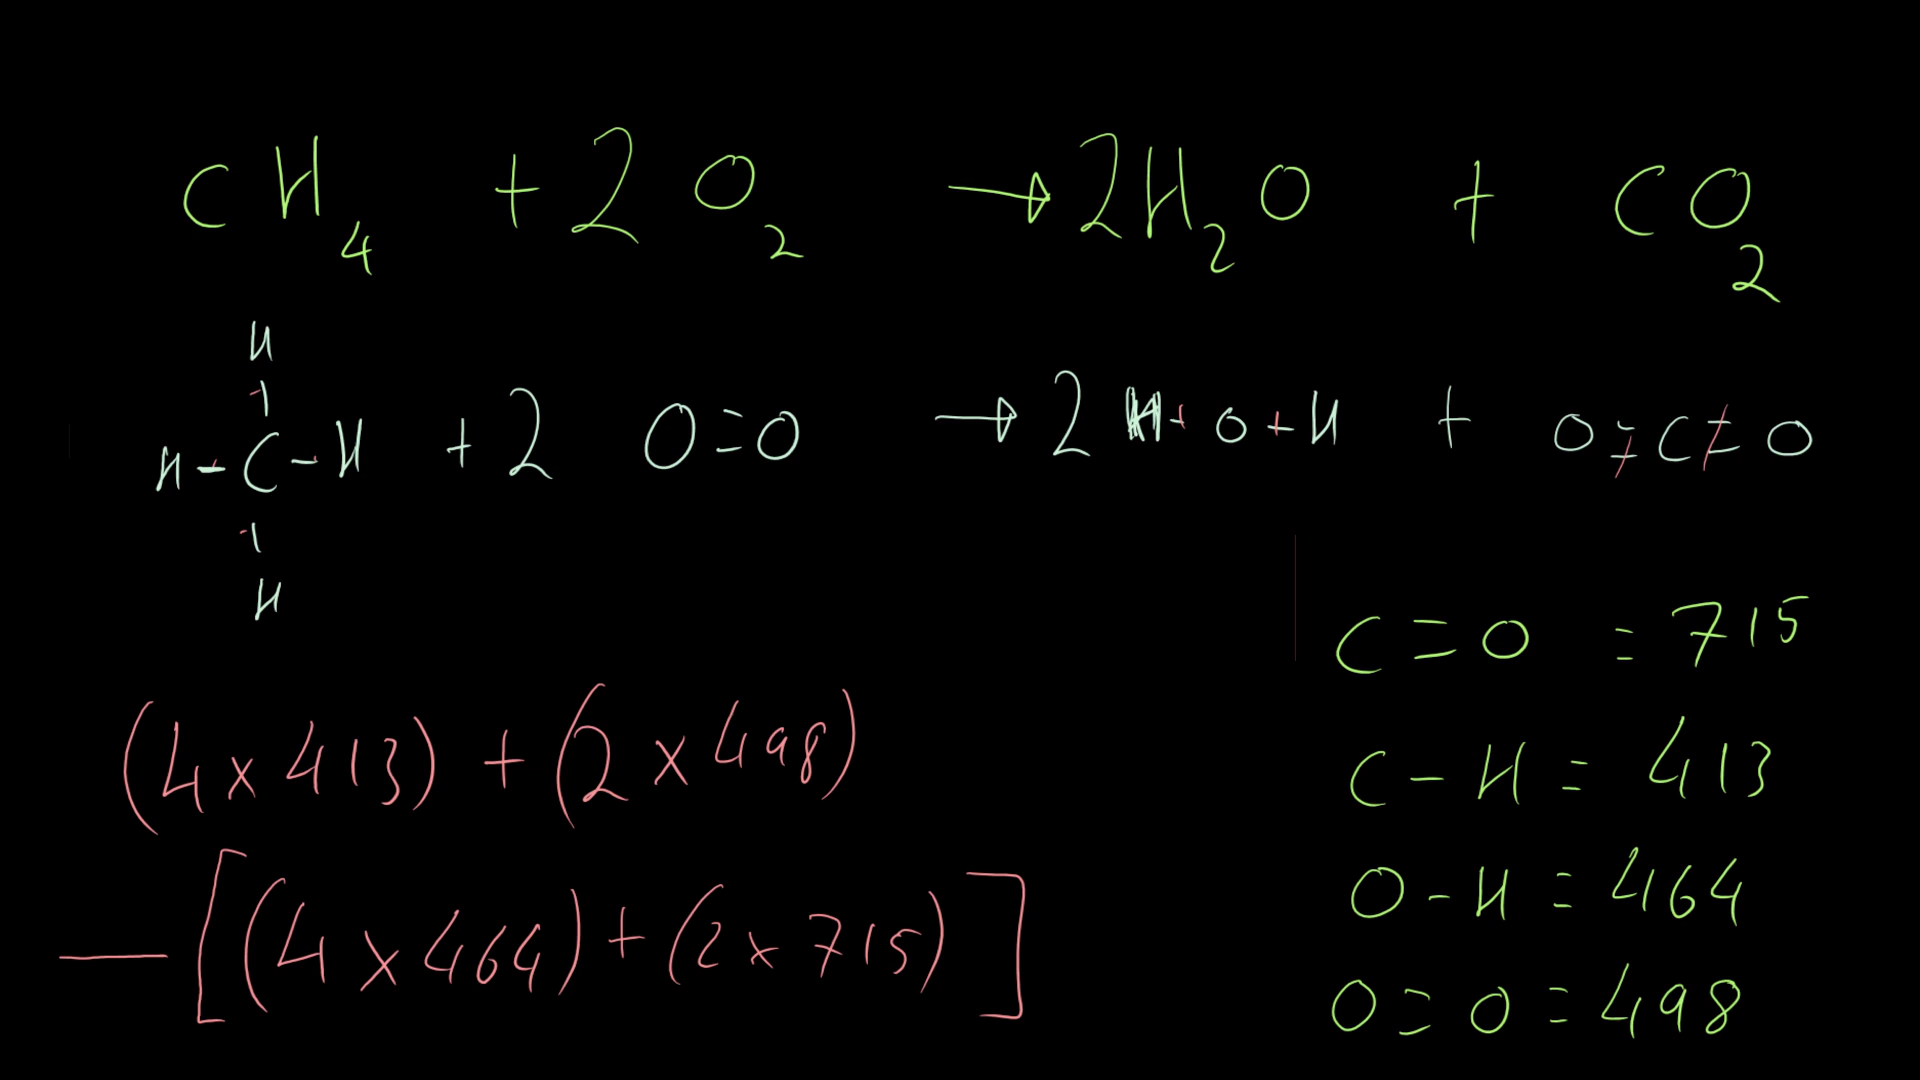 CH₄ + 2 O₂ → 2H₂O + CO₂
H
H-C-H + 2 O=O → 2 H-O-H + O=C=O
H
C=O = 715
(4x413) + (2x498)
C-H = 413
O-H = 464
-[(4x464)+(2x715)]
O=O = 498